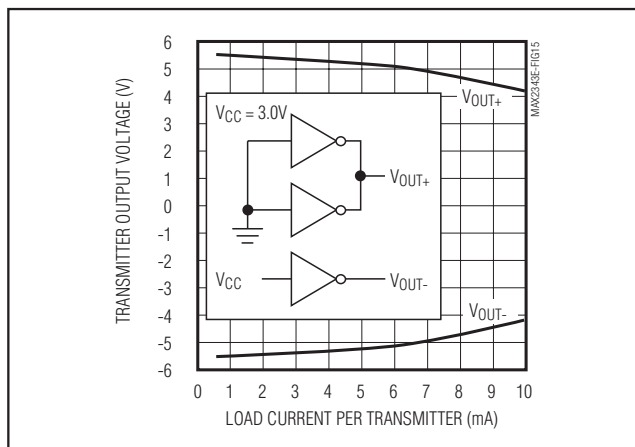 TRANSMITTER OUTPUT VOLTAGE (V)
6
5
4
3
2
1
0
-1
-2
-3
-4
-5
-6
VCC = 3.0V
VOUT+
VOUT+
VCC
VOUT-
VOUT-
0 1 2 3 4 5 6 7 8 9 10
LOAD CURRENT PER TRANSMITTER (mA)
MAX2343E-FIG15